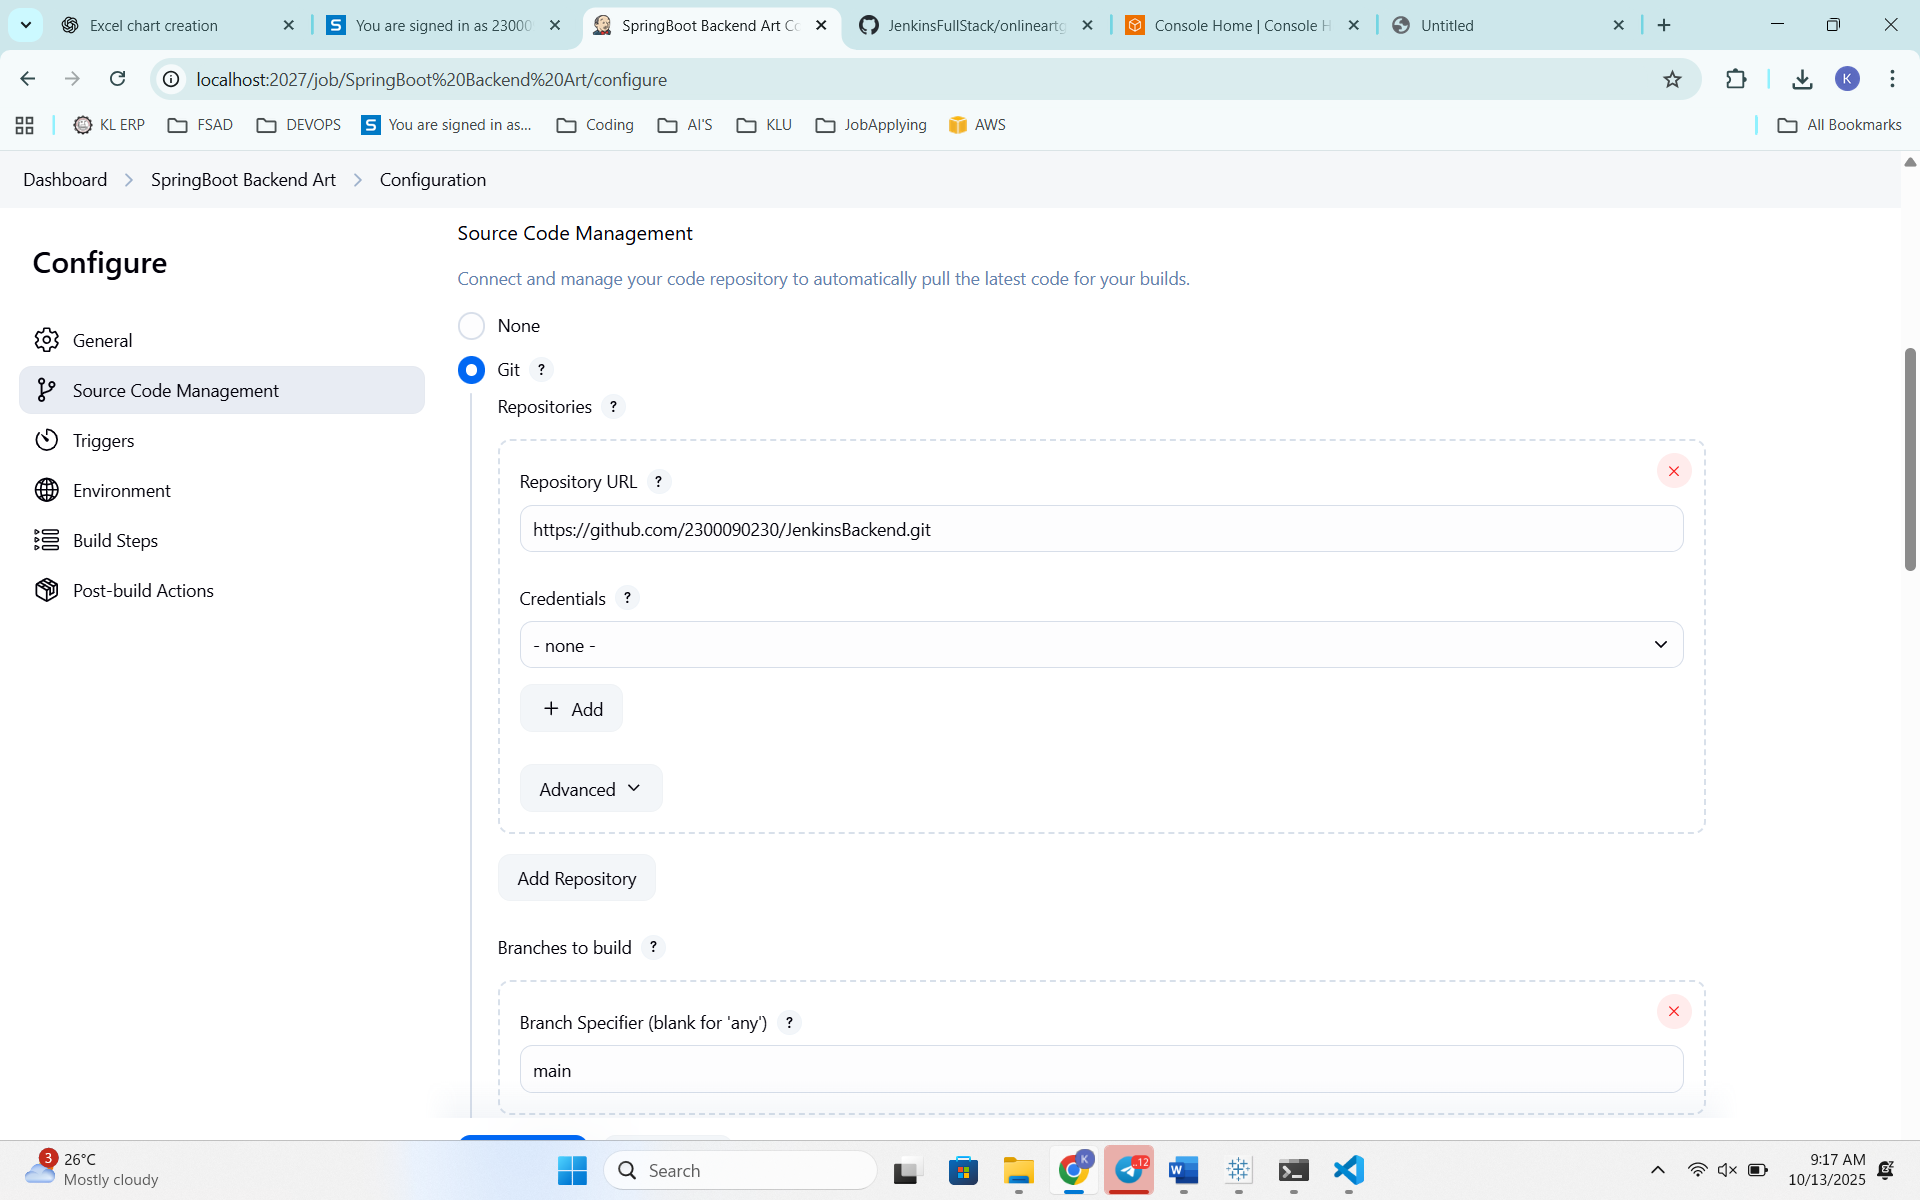 Excel chart creation
You are signed in as 23000
SpringBoot Backend Art Co
JenkinsFullStack/onlineartg
Console Home | Console H
Untitled
localhost:2027/job/SpringBoot%20Backend%20Art/configure
K
KL ERP
FSAD
DEVOPS
You are signed in as...
Coding
AI'S
KLU
JobApplying
AWS
All Bookmarks
Dashboard
SpringBoot Backend Art
Configuration
Configure
General
Source Code Management
Triggers
Environment
Build Steps
Post-build Actions
Source Code Management
Connect and manage your code repository to automatically pull the latest code for your builds.
None
Git ?
Repositories ?
Repository URL ?
https://github.com/2300090230/JenkinsBackend.git
Credentials ?
- none -
+ Add
Advanced
Add Repository
Branches to build ?
Branch Specifier (blank for 'any') ?
main
3
26°C
Mostly cloudy
Search
K
12
9:17 AM
10/13/2025